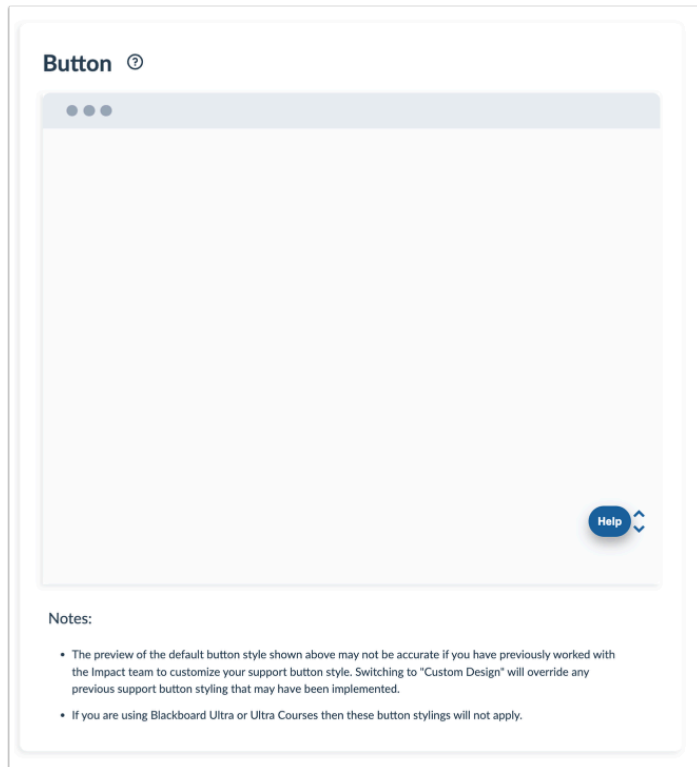 Button
Help
Notes:
• The preview of the default button style shown above may not be accurate if you have previously worked with
the Impact team to customize your support button style. Switching to "Custom Design" will override any
previous support button styling that may have been implemented.
• If you are using Blackboard Ultra or Ultra Courses then these button stylings will not apply.